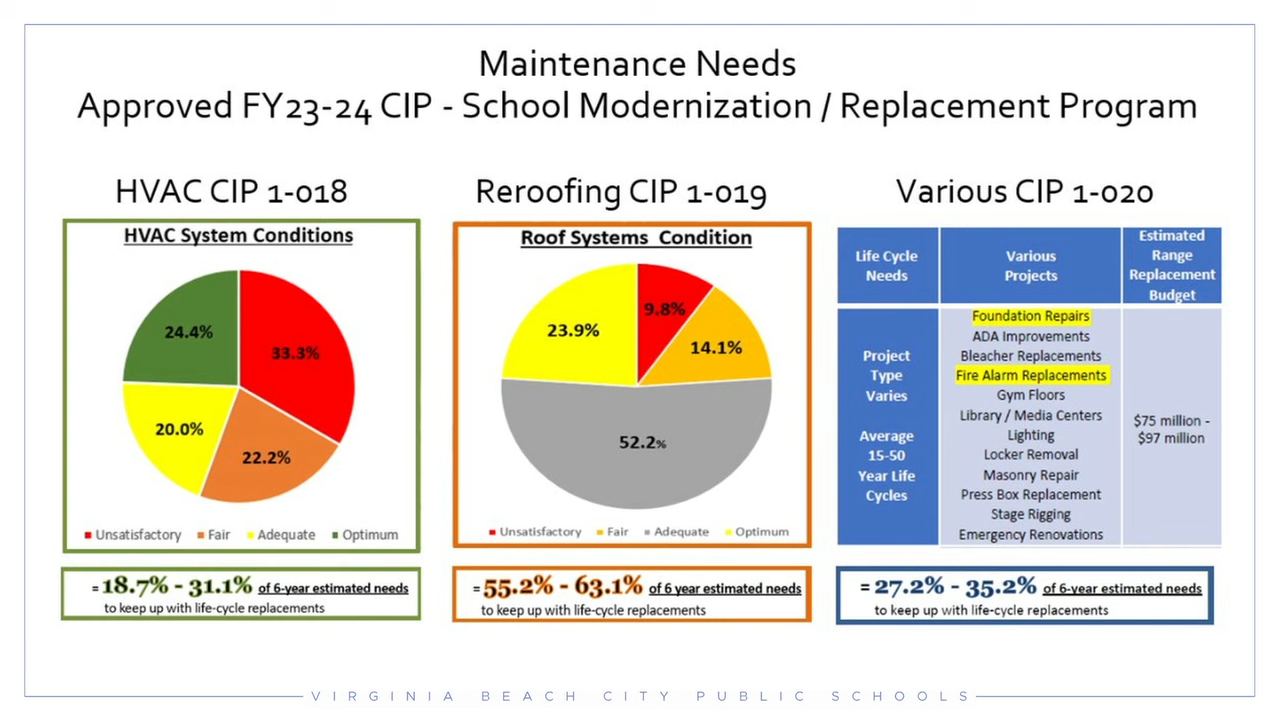 Maintenance Needs
Approved FY23-24 CIP - School Modernization / Replacement Program
HVAC CIP 1-018
HVAC System Conditions
24.4%
33.3%
20.0%
22.2%
Unsatisfactory Fair Adequate Optimum
= 18.7% - 31.1% of 6-year estimated needs
to keep up with life-cycle replacements
Reroofing CIP 1-019
Roof Systems Condition
9.8%
23.9%
14.1%
52.2%
Unsatisfactory Fair Adequate Optimum
= 55.2% - 63.1% of 6 year estimated needs
to keep up with life-cycle replacements
Various CIP 1-020
Life Cycle
Needs
Various
Projects
Estimated
Range
Replacement
Budget
Project
Type
Varies
Average
15-50
Year Life
Cycles
Foundation Repairs
ADA Improvements
Bleacher Replacements
Fire Alarm Replacements
Gym Floors
Library / Media Centers
Lighting
Locker Removal
Masonry Repair
Press Box Replacement
Stage Rigging
Emergency Renovations
$75 million -
$97 million
= 27.2% - 35.2% of 6-year estimated needs
to keep up with life-cycle replacements
VIRGINIA BEACH CITY PUBLIC SCHOOLS